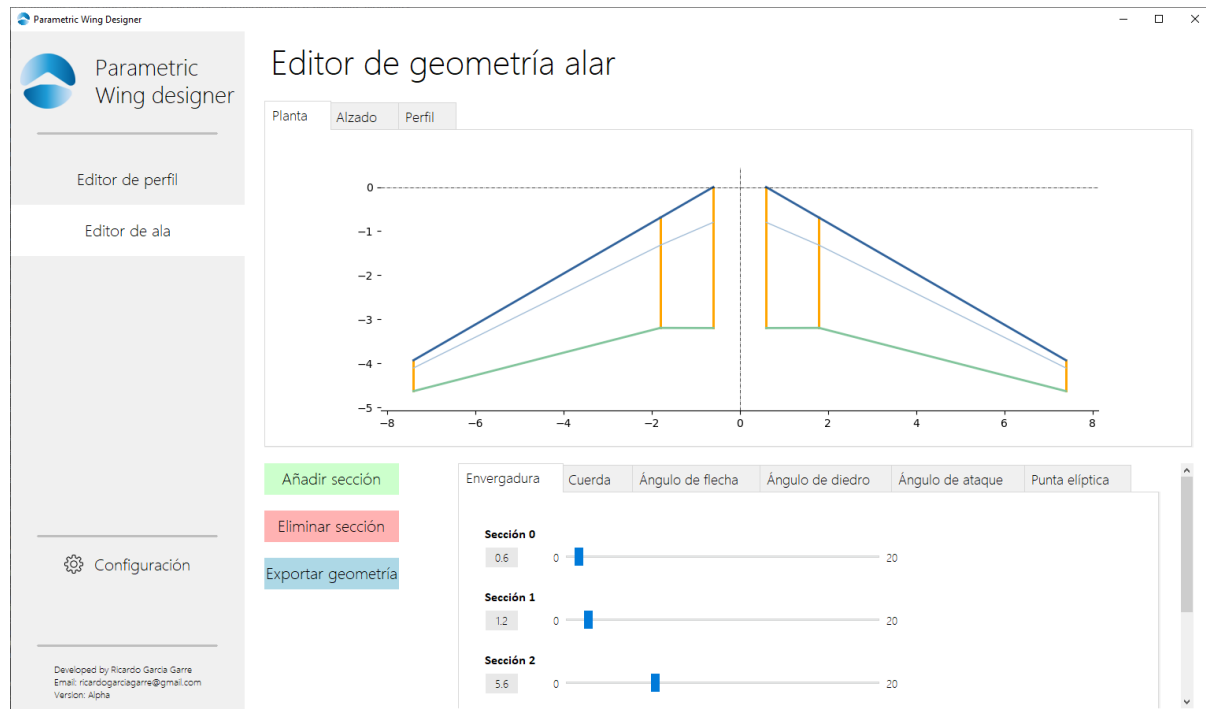 Parametric Wing Designer
Parametric
Wing designer
Editor de perfil
Editor de ala
Configuración
Developed by Ricardo Garcia Garre
Email: ricardogarciagarre@gmail.com
Version: Alpha
Editor de geometría alar
Planta Alzado Perfil
0
−1
−2
−3
−4
−5
−8 −6 −4 −2 0 2 4 6 8
Añadir sección
Eliminar sección
Exportar geometría
Envergadura Cuerda Ángulo de flecha Ángulo de diedro Ángulo de ataque Punta elíptica
Sección 0
0.6 0 20
Sección 1
1.2 0 20
Sección 2
5.6 0 20